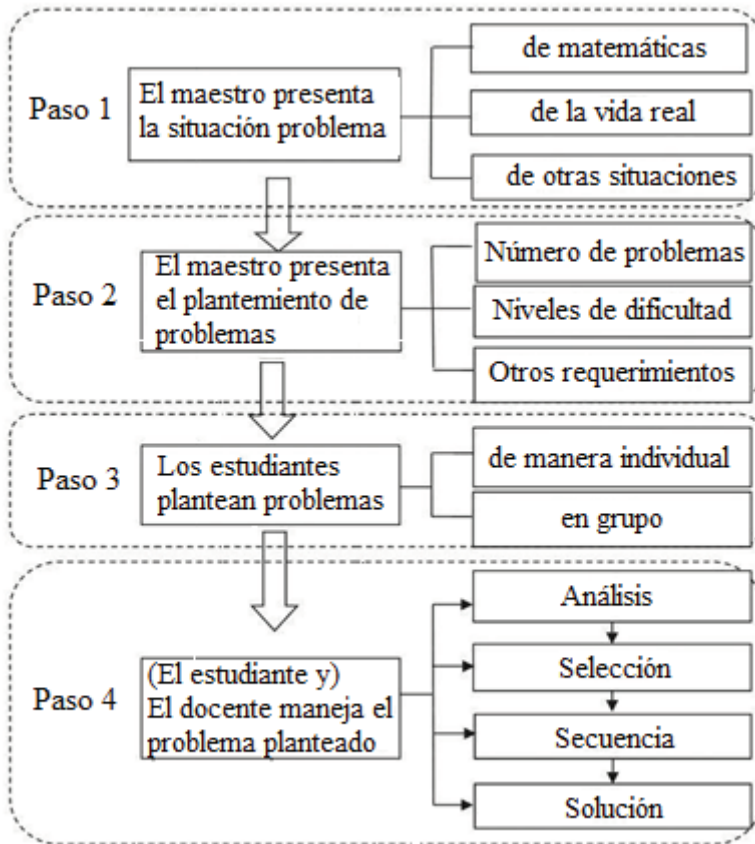 Paso 1
El maestro presenta
la situación problema
de matemáticas
de la vida real
de otras situaciones
Paso 2
El maestro presenta
el plantemiento de
problemas
Número de problemas
Niveles de dificultad
Otros requerimientos
Paso 3
Los estudiantes
plantean problemas
de manera individual
en grupo
Paso 4
(El estudiante y)
El docente maneja el
problema planteado
Análisis
Selección
Secuencia
Solución